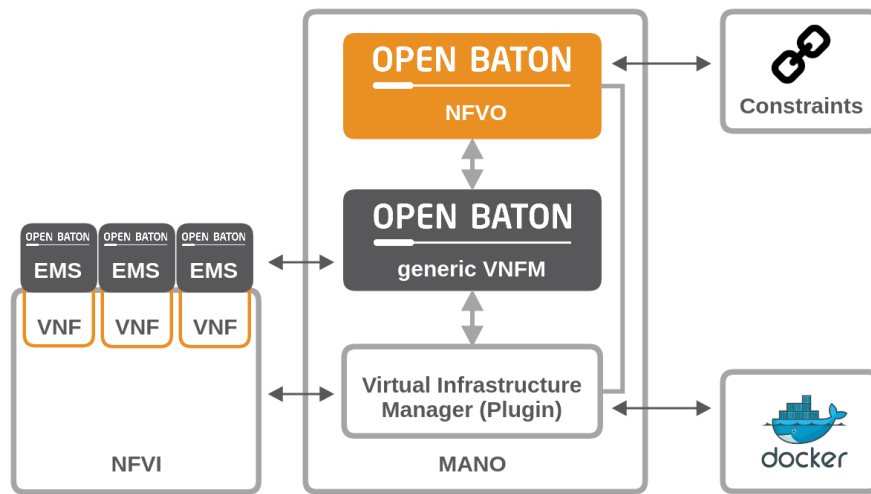 OPEN BATON
NFVO
Constraints
OPEN BATON
generic VNFM
OPEN BATON
EMS
VNF
OPEN BATON
EMS
VNF
OPEN BATON
EMS
VNF
Virtual Infrastructure
Manager (Plugin)
docker
NFVI
MANO